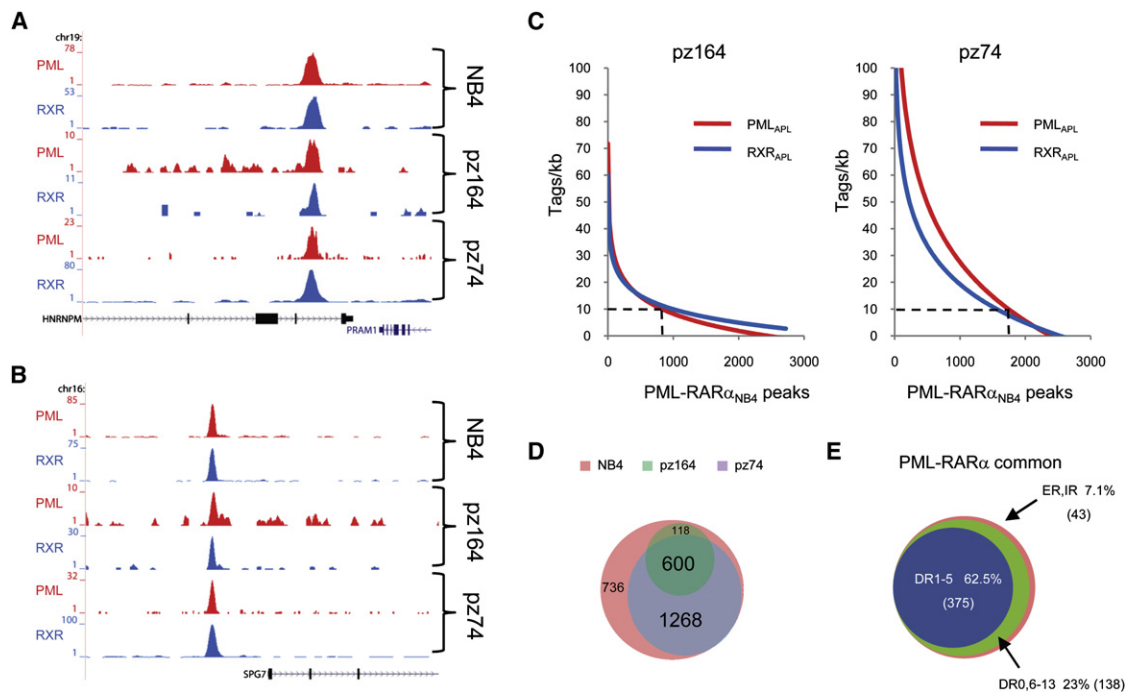 A
chr19:
78
PML
1
53
RXR
1
NB4
10
PML
1
11
RXR
1
pz164
23
PML
1
80
RXR
1
pz74
HNRNPM
PRAM1
B
chr16:
85
PML
1
75
RXR
1
NB4
10
PML
1
30
RXR
1
pz164
32
PML
1
100
RXR
1
pz74
SPG7
C
pz164
100
90
80
70
60
50
40
30
20
10
0
Tags/kb
PML_APL
RXR_APL
0 1000 2000 3000
PML-RARα_NB4 peaks
pz74
100
90
80
70
60
50
40
30
20
10
0
Tags/kb
PML_APL
RXR_APL
0 1000 2000 3000
PML-RARα_NB4 peaks
D
NB4 pz164 pz74
118
600
736
1268
E
PML-RARα common
ER,IR 7.1%
(43)
DR1-5 62.5%
(375)
DR0,6-13 23% (138)